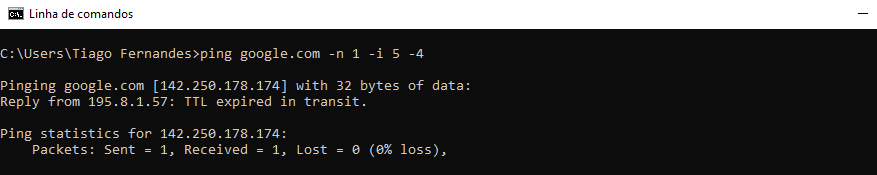 Linha de comandos
C:\Users\Tiago Fernandes>ping google.com -n 1 -i 5 -4
Pinging google.com [142.250.178.174] with 32 bytes of data:
Reply from 195.8.1.57: TTL expired in transit.
Ping statistics for 142.250.178.174:
    Packets: Sent = 1, Received = 1, Lost = 0 (0% loss),